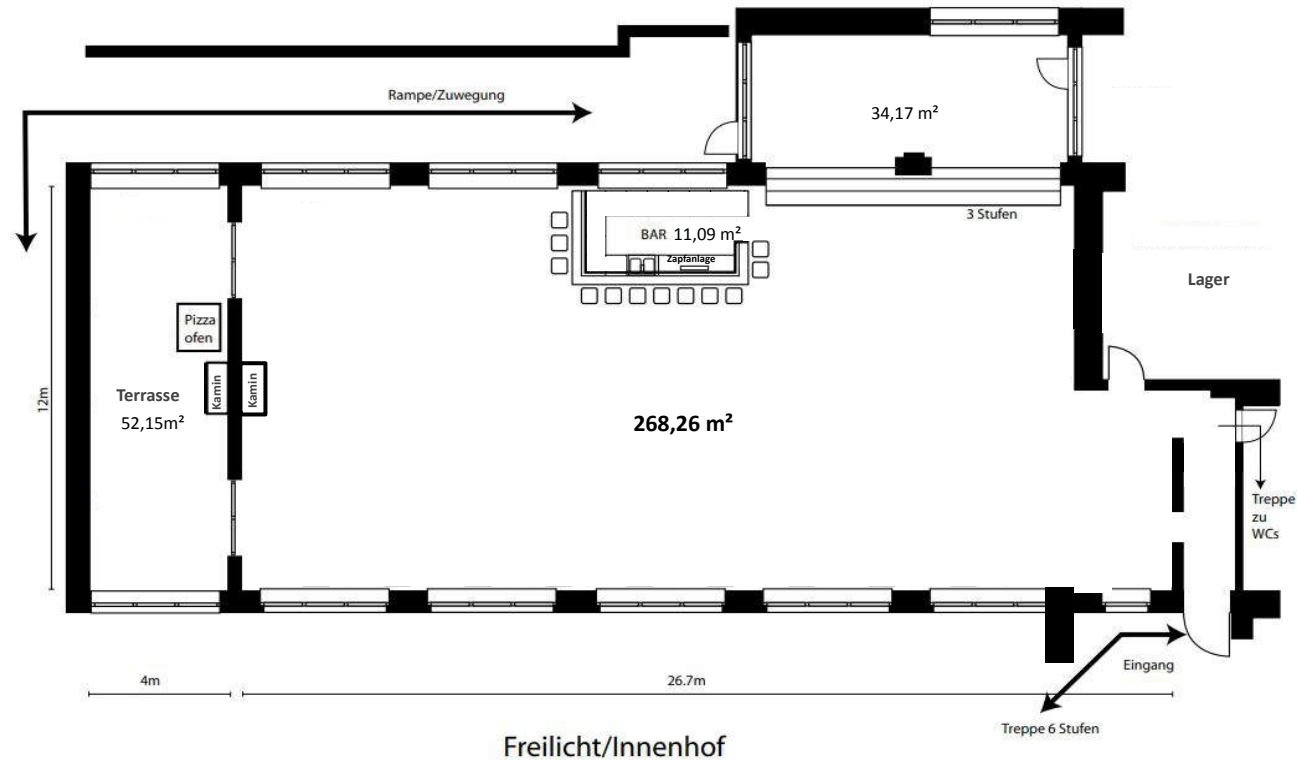 Rampe/Zuwegung
34,17 m²
3 Stufen
BAR 11,09 m²
Zapfanlage
Lager
Pizza
ofen
Kamin
Kamin
12m
Terrasse
52,15m²
268,26 m²
Treppe
zu
WCs
Eingang
4m
26.7m
Treppe 6 Stufen
Freilicht/Innenhof